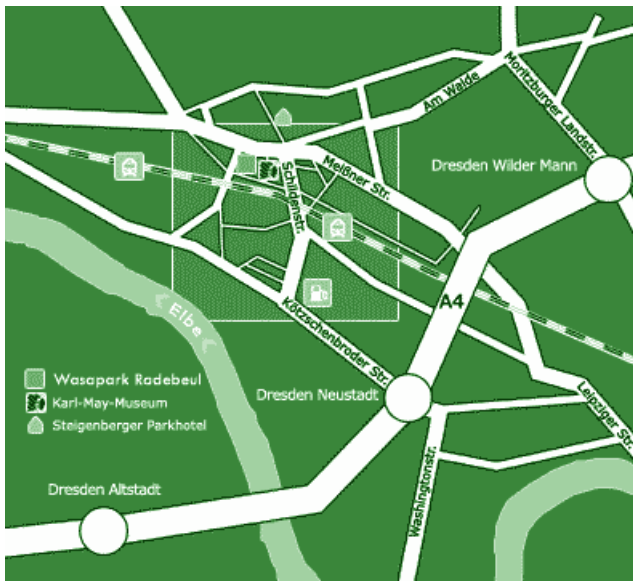 Moritzburger Landstr.
Am Walde
Dresden Wilder Mann
Meißner Str.
Schildenstr.
A4
Elbe
Kötzschenbroder Str.
Wasapark Radebeul
Karl-May-Museum
Steigenberger Parkhotel
Dresden Neustadt
Leipziger Str.
Washingtonstr.
Dresden Altstadt